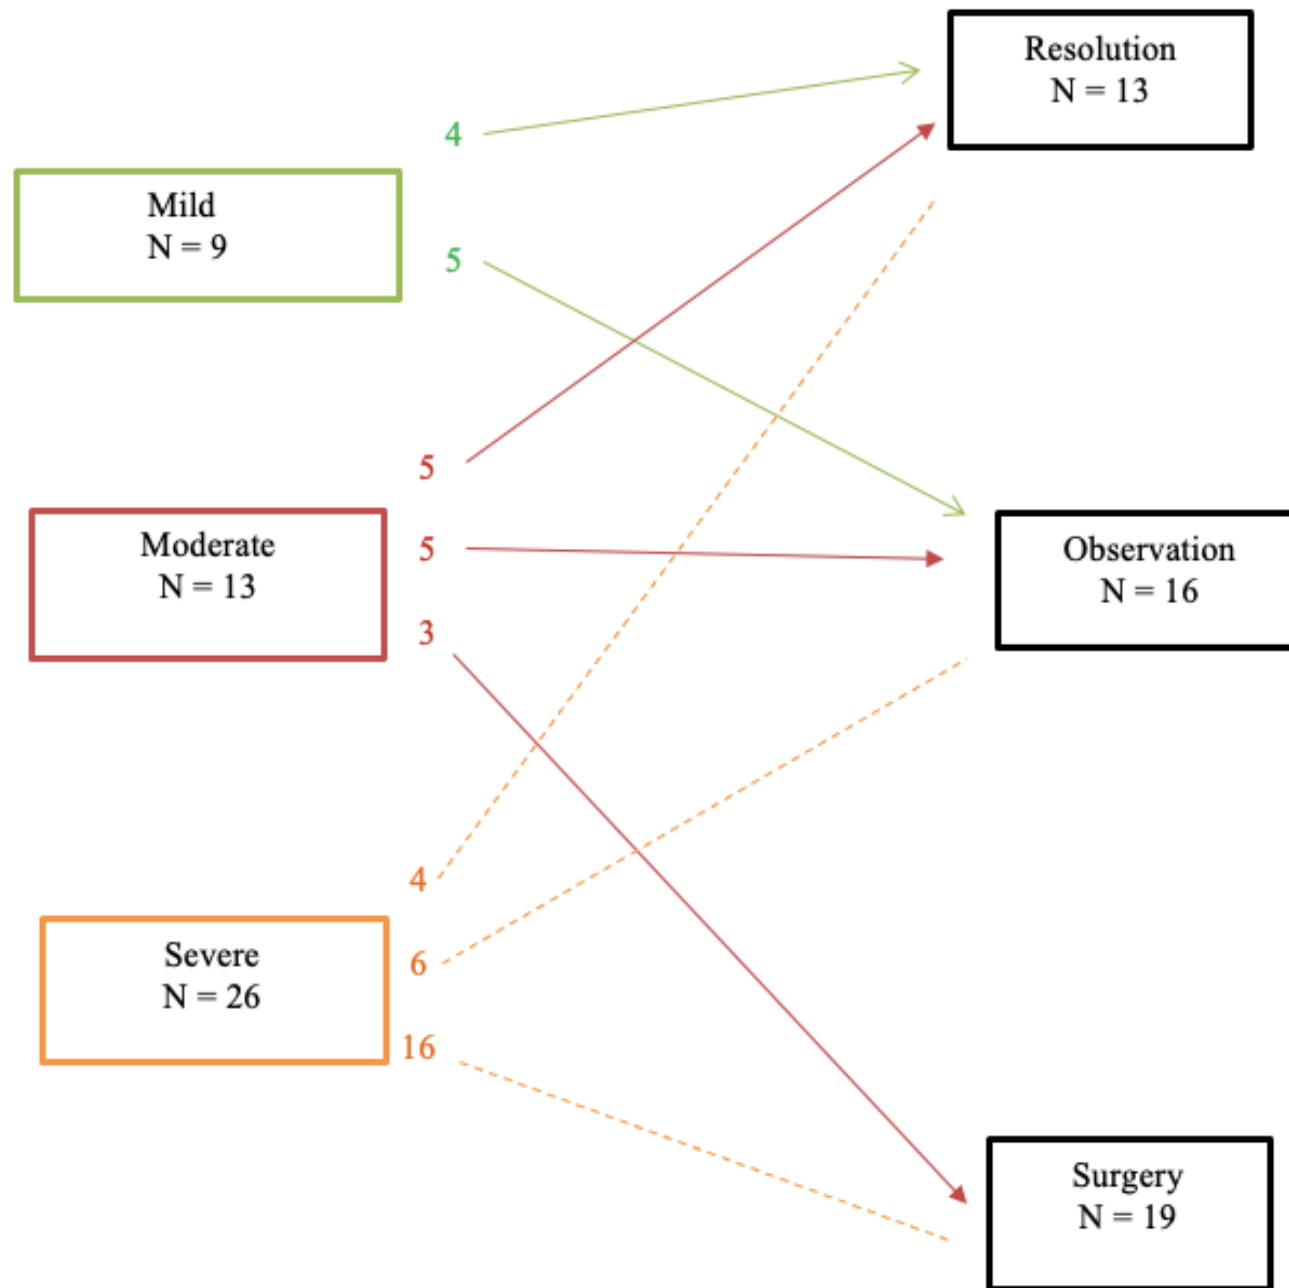 Resolution
N = 13
4
Mild
N = 9
5
5
Moderate
N = 13
5
3
Observation
N = 16
4
Severe
N = 26
6
16
Surgery
N = 19